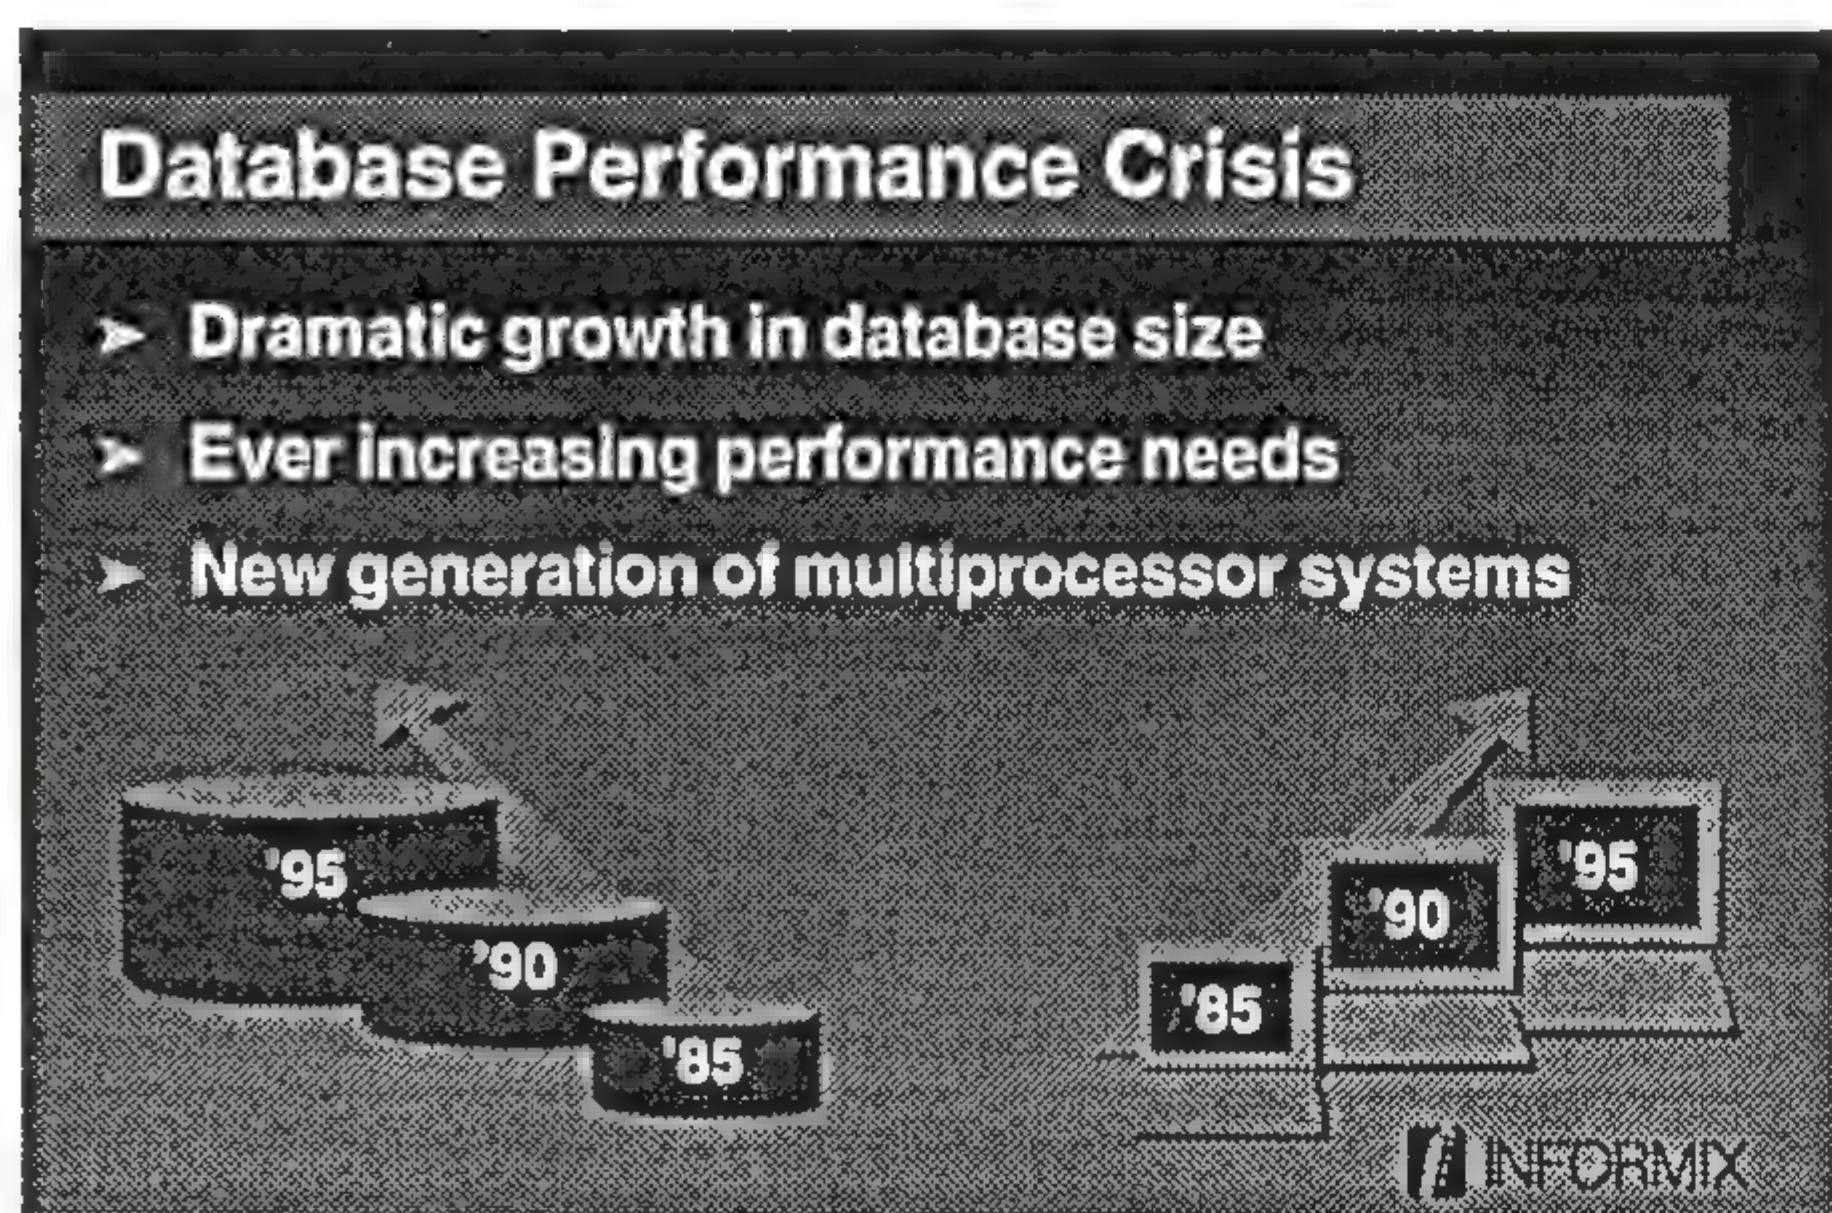 Database Performance Crisis
➤ Dramatic growth in database size
➤ Ever increasing performance needs
➤ New generation of multiprocessor systems
'95
'90
'85
'85
'90
'95
INFORMIX